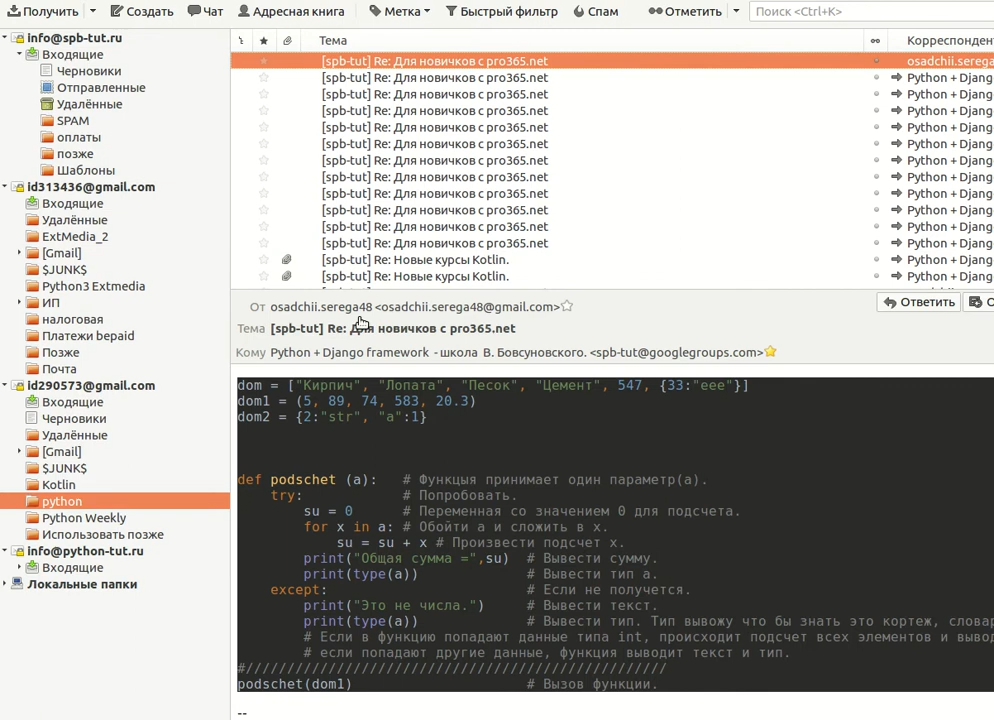 Получить Создать Чат Адресная книга Метка Быстрый фильтр Спам Отметить Поиск <Ctrl+K>
info@spb-tut.ru
Входящие
Черновики
Отправленные
Удалённые
SPAM
оплаты
позже
Шаблоны
id313436@gmail.com
Входящие
Удалённые
ExtMedia_2
[Gmail]
$JUNK$
Python3 Extmedia
ИП
налоговая
Платежи bepaid
Позже
Почта
id290573@gmail.com
Входящие
Черновики
Удалённые
[Gmail]
$JUNK$
Kotlin
python
Python Weekly
Использовать позже
info@python-tut.ru
Входящие
Локальные папки
Тема Корреспондент
[spb-tut] Re: Для новичков с pro365.net osadchii.serega
[spb-tut] Re: Для новичков с pro365.net Python + Djang
[spb-tut] Re: Для новичков с pro365.net Python + Djang
[spb-tut] Re: Для новичков с pro365.net Python + Djang
[spb-tut] Re: Для новичков с pro365.net Python + Djang
[spb-tut] Re: Для новичков с pro365.net Python + Djang
[spb-tut] Re: Для новичков с pro365.net Python + Djang
[spb-tut] Re: Для новичков с pro365.net Python + Djang
[spb-tut] Re: Для новичков с pro365.net Python + Djang
[spb-tut] Re: Для новичков с pro365.net Python + Djang
[spb-tut] Re: Для новичков с pro365.net Python + Djang
[spb-tut] Re: Для новичков с pro365.net Python + Djang
[spb-tut] Re: Новые курсы Kotlin. Python + Djang
[spb-tut] Re: Новые курсы Kotlin. Python + Djang
От osadchii.serega48 <osadchii.serega48@gmail.com> Ответить
Тема [spb-tut] Re: Для новичков с pro365.net
Кому Python + Django framework - школа В. Бовсуновского. <spb-tut@googlegroups.com>
dom = ["Кирпич", "Лопата", "Песок", "Цемент", 547, {33:"eee"}]
dom1 = (5, 89, 74, 583, 20.3)
dom2 = {2:"str", "a":1}
def podschet (a): # Функцыя принимает один параметр(a).
try: # Попробовать.
su = 0 # Переменная со значением 0 для подсчета.
for x in a: # Обойти a и сложить в x.
su = su + x # Произвести подсчет x.
print("Общая сумма =",su) # Вывести сумму.
print(type(a)) # Вывести тип a.
except: # Если не получется.
print("Это не числа.") # Вывести текст.
print(type(a)) # Вывести тип. Тип вывожу что бы знать это кортеж, словар
# Если в функцию попадают данные типа int, происходит подсчет всех элементов и вывод
# если попадают другие данные, функция выводит текст и тип.
#///////////////////////////////////////////////////
podschet(dom1) # Вызов функции.
--